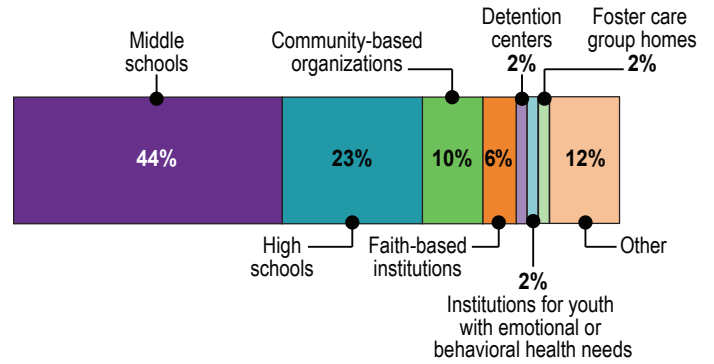 Middle
schools
Community-based
organizations
Detention
centers
2%
Foster care
group homes
2%
44%
23%
10%
6%
12%
High
schools
Faith-based
institutions
2%
Institutions for youth
with emotional or
behavioral health needs
Other